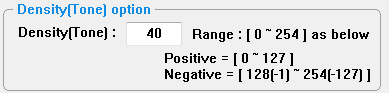 Density(Tone) option
Density(Tone) : 40 Range : [ 0 ~ 254 ] as below
Positive = [ 0 ~ 127 ]
Negative = [ 128(-1) ~ 254(-127) ]